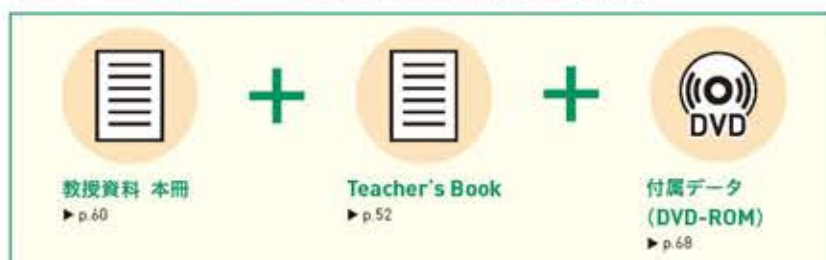 DVD
教授資料 本冊
▶ p.60
Teacher's Book
▶ p.52
付属データ
(DVD-ROM)
▶ p.68